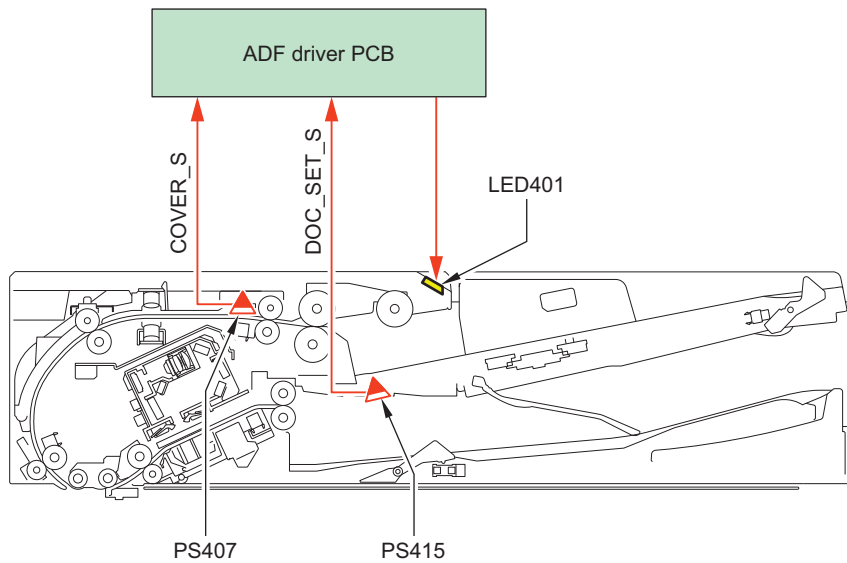 ADF driver PCB
COVER_S
DOC_SET_S
LED401
PS407
PS415